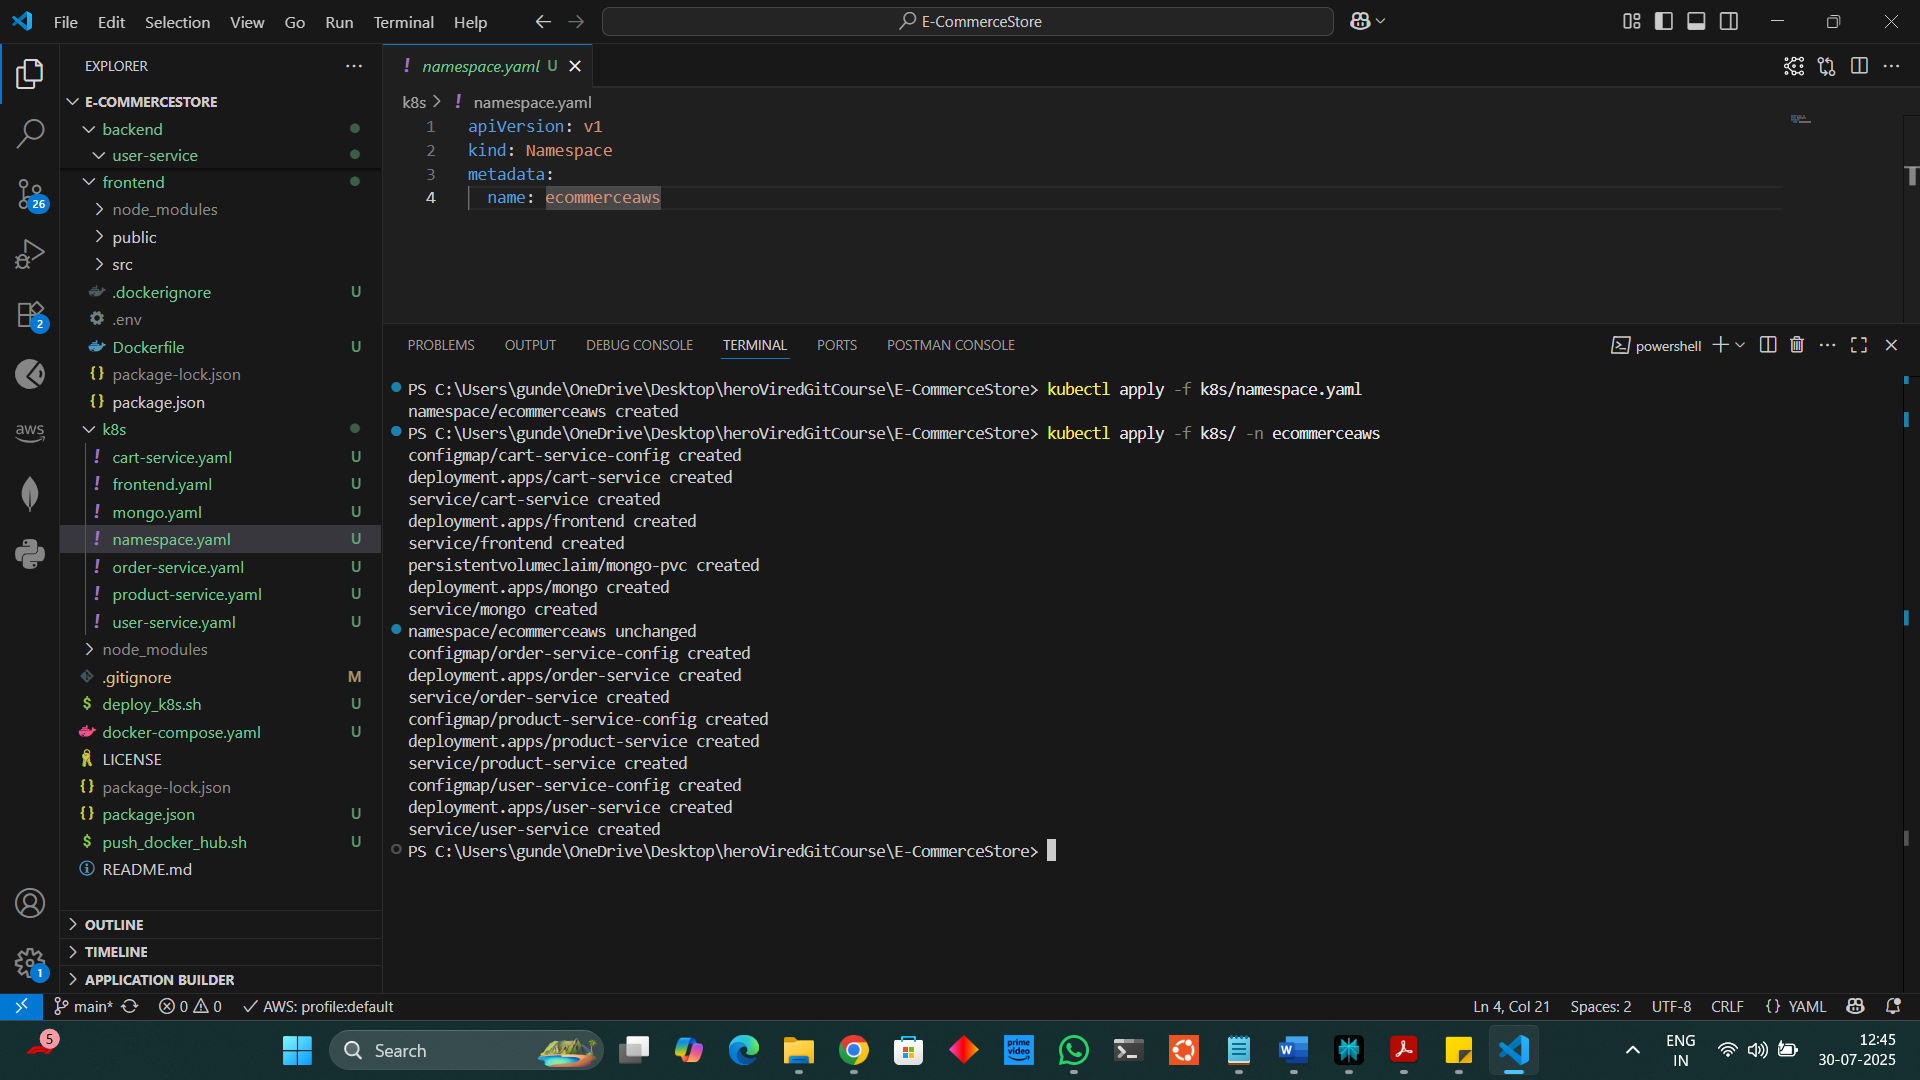 File Edit Selection View Go Run Terminal Help
E-CommerceStore
EXPLORER
E-COMMERCESTORE
backend
user-service
frontend
node_modules
public
src
.dockerignore U
.env
Dockerfile U
package-lock.json
package.json
k8s
cart-service.yaml U
frontend.yaml U
mongo.yaml U
namespace.yaml U
order-service.yaml U
product-service.yaml U
user-service.yaml U
node_modules
.gitignore M
deploy_k8s.sh U
docker-compose.yaml U
LICENSE
package-lock.json
package.json U
push_docker_hub.sh U
README.md
OUTLINE
TIMELINE
APPLICATION BUILDER
26
2
aws
1
namespace.yaml U
k8s > namespace.yaml
1 apiVersion: v1
2 kind: Namespace
3 metadata:
4 name: ecommerceaws
PROBLEMS OUTPUT DEBUG CONSOLE TERMINAL PORTS POSTMAN CONSOLE
powershell
PS C:\Users\gunde\OneDrive\Desktop\heroViredGitCourse\E-CommerceStore> kubectl apply -f k8s/namespace.yaml
namespace/ecommerceaws created
PS C:\Users\gunde\OneDrive\Desktop\heroViredGitCourse\E-CommerceStore> kubectl apply -f k8s/ -n ecommerceaws
configmap/cart-service-config created
deployment.apps/cart-service created
service/cart-service created
deployment.apps/frontend created
service/frontend created
persistentvolumeclaim/mongo-pvc created
deployment.apps/mongo created
service/mongo created
namespace/ecommerceaws unchanged
configmap/order-service-config created
deployment.apps/order-service created
service/order-service created
configmap/product-service-config created
deployment.apps/product-service created
service/product-service created
configmap/user-service-config created
deployment.apps/user-service created
service/user-service created
PS C:\Users\gunde\OneDrive\Desktop\heroViredGitCourse\E-CommerceStore>
main* 0 0 AWS: profile:default
Ln 4, Col 21 Spaces: 2 UTF-8 CRLF {} YAML
5
Search
prime video
ENG
IN
12:45
30-07-2025